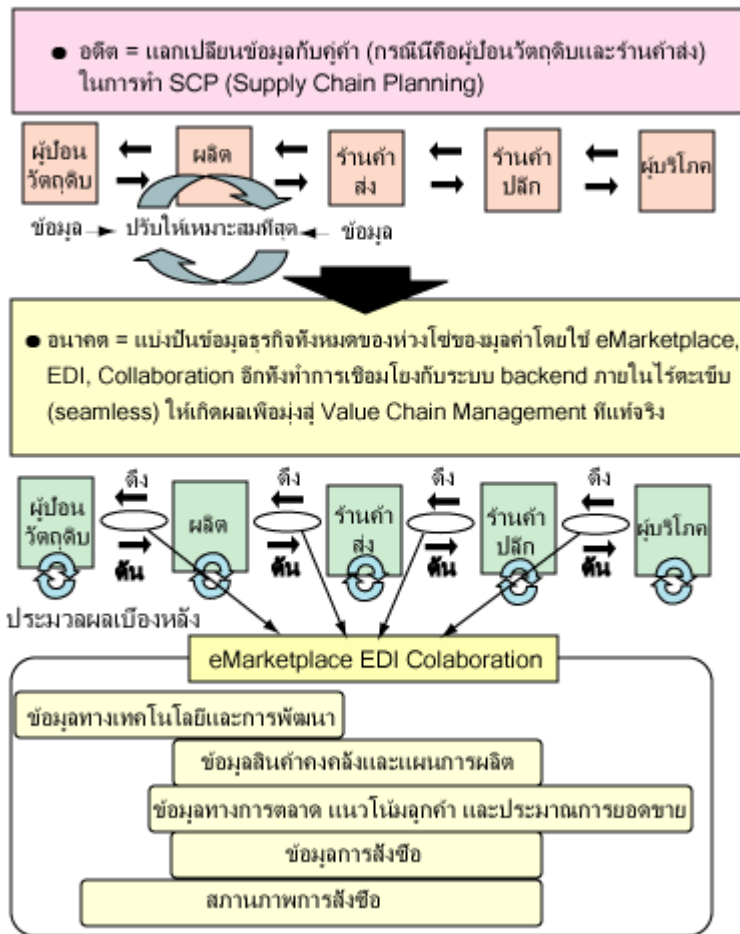 ● อดีต = แลกเปลี่ยนข้อมูลกับคู่ค้า (กรณีนี้คือผู้ป้อนวัตถุดิบและร้านค้าส่ง)
ในการทำ SCP (Supply Chain Planning)
ผู้ป้อน
วัตถุดิบ
ผลิต
ร้านค้า
ส่ง
ร้านค้า
ปลีก
ผู้บริโภค
ข้อมูล
ปรับให้เหมาะสมที่สุด
ข้อมูล
● อนาคต = แบ่งปันข้อมูลธุรกิจทั้งหมดของห่วงโซ่ของมูลค่าโดยใช้ eMarketplace,
EDI, Collaboration อีกทั้งทำการเชื่อมโยงกับระบบ backend ภายในไร้ตะเข็บ
(seamless) ให้เกิดผลเพื่อมุ่งสู่ Value Chain Management ที่แท้จริง
ดึง
ดึง
ดึง
ดึง
ผู้ป้อน
วัตถุดิบ
ผลิต
ร้านค้า
ส่ง
ร้านค้า
ปลีก
ผู้บริโภค
ดัน
ดัน
ดัน
ดัน
ประมวลผลเบื้องหลัง
eMarketplace EDI Colaboration
ข้อมูลทางเทคโนโลยีและการพัฒนา
ข้อมูลสินค้าคงคลังและแผนการผลิต
ข้อมูลทางการตลาด แนวโน้มลูกค้า และประมาณการยอดขาย
ข้อมูลการสั่งซื้อ
สภานภาพการสั่งซื้อ